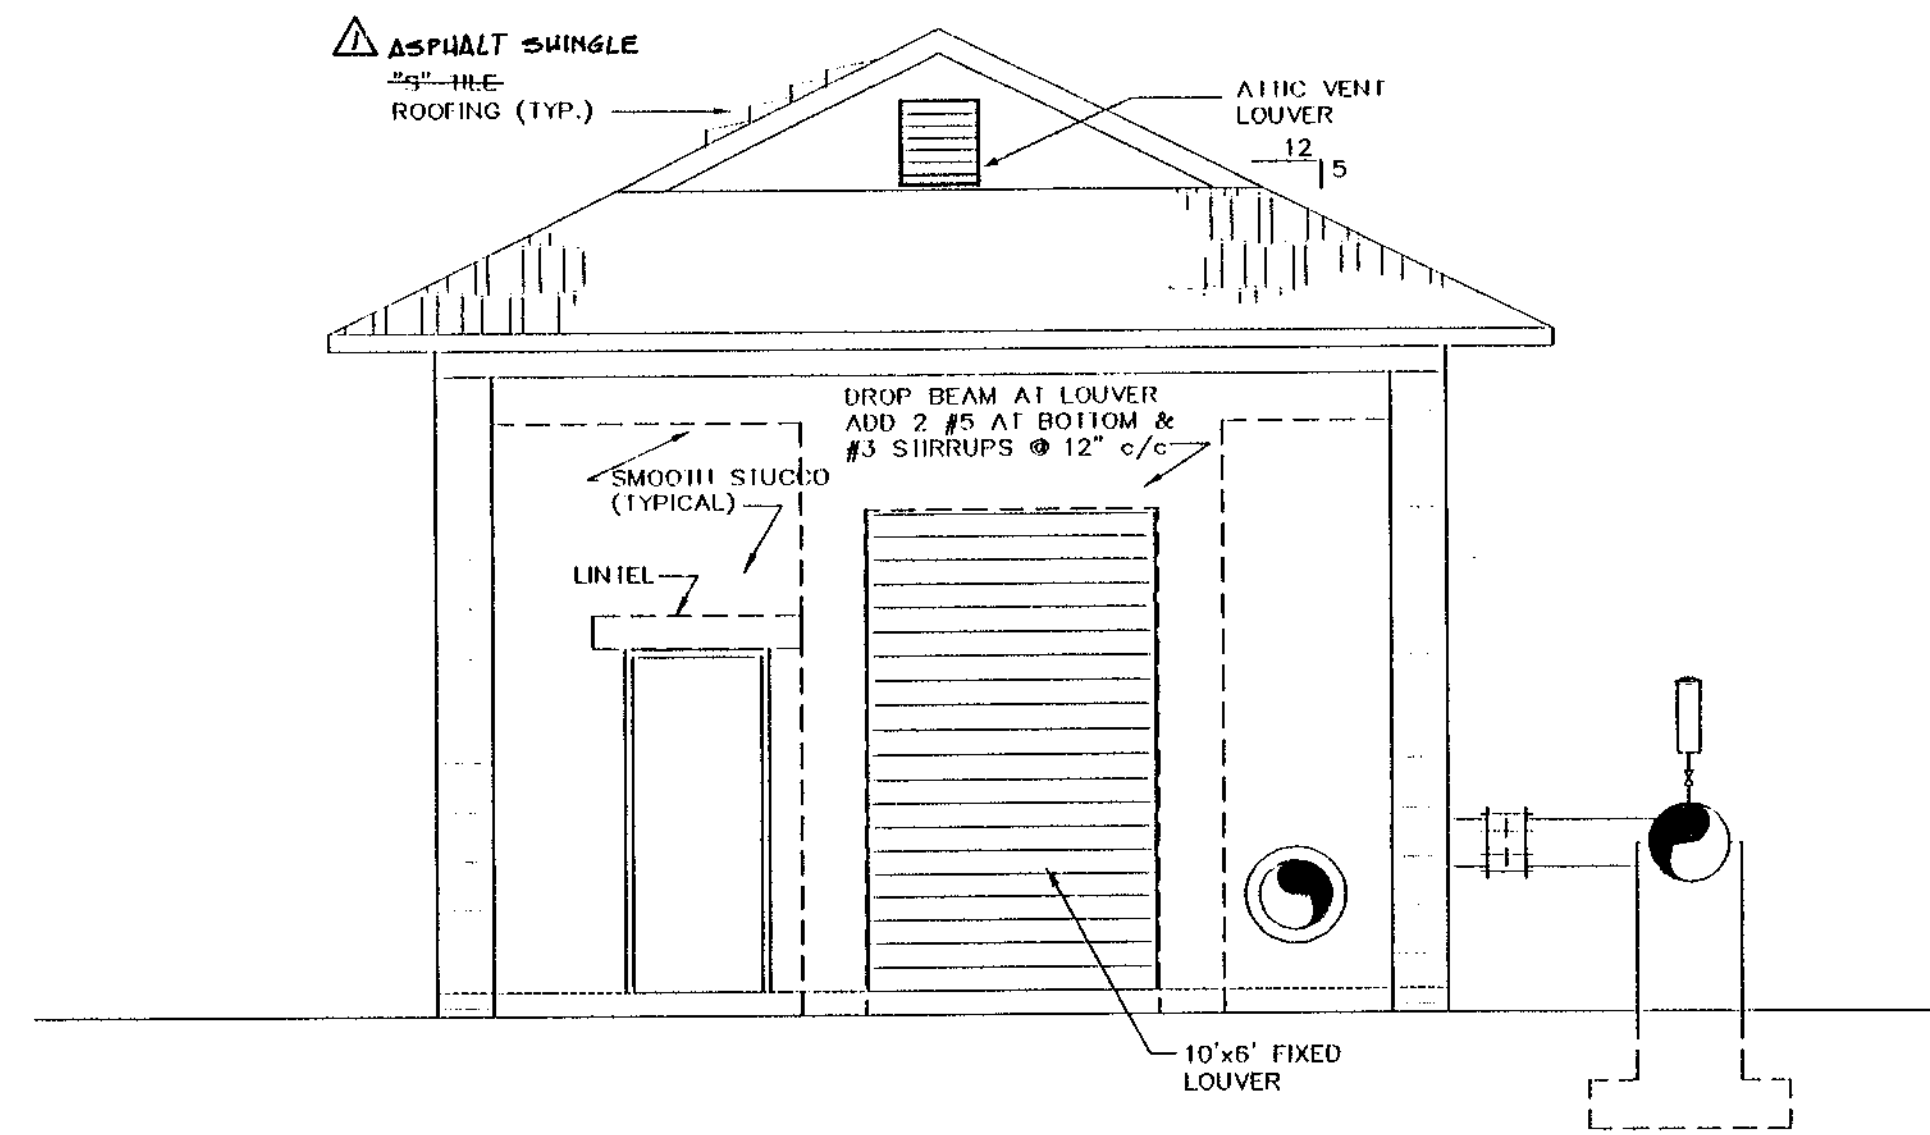 1 ASPHALT SHINGLE
"S" TILE
ROOFING (TYP.)
ATTIC VENT
LOUVER
12
5
DROP BEAM AT LOUVER
ADD 2 #5 AT BOTTOM &
#3 STIRRUPS @ 12" c/c
SMOOTH STUCCO
(TYPICAL)
LINTEL
10'x6' FIXED
LOUVER